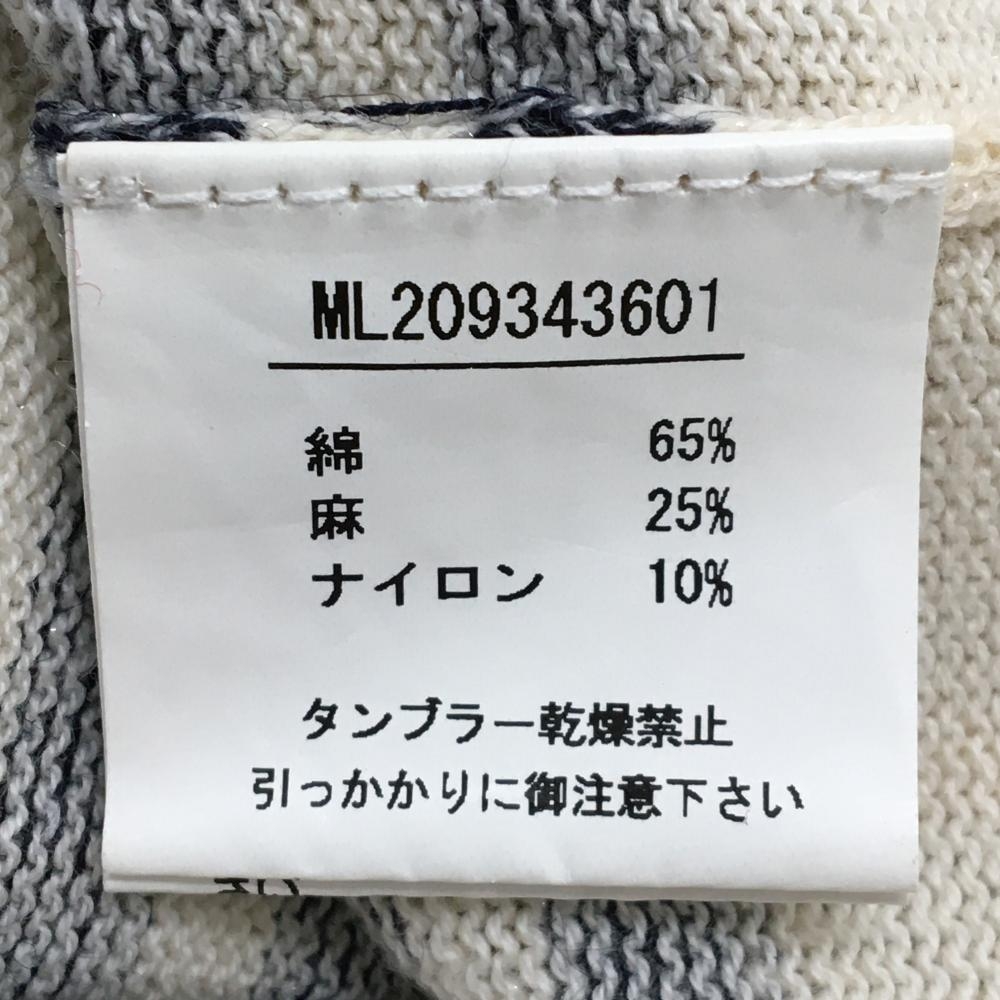 ML209343601
綿 65%
麻 25%
ナイロン 10%
タンブラー乾燥禁止
引っかかりに御注意下さい